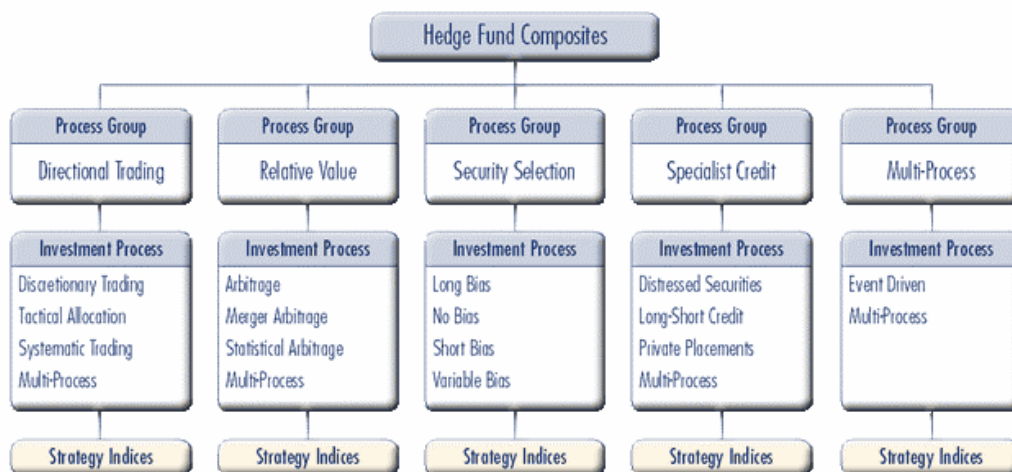 Hedge Fund Composites
Process Group
Directional Trading
Process Group
Relative Value
Process Group
Security Selection
Process Group
Specialist Credit
Process Group
Multi-Process
Investment Process
Discretionary Trading
Tactical Allocation
Systematic Trading
Multi-Process
Investment Process
Arbitrage
Merger Arbitrage
Statistical Arbitrage
Multi-Process
Investment Process
Long Bias
No Bias
Short Bias
Variable Bias
Investment Process
Distressed Securities
Long-Short Credit
Private Placements
Multi-Process
Investment Process
Event Driven
Multi-Process
Strategy Indices
Strategy Indices
Strategy Indices
Strategy Indices
Strategy Indices